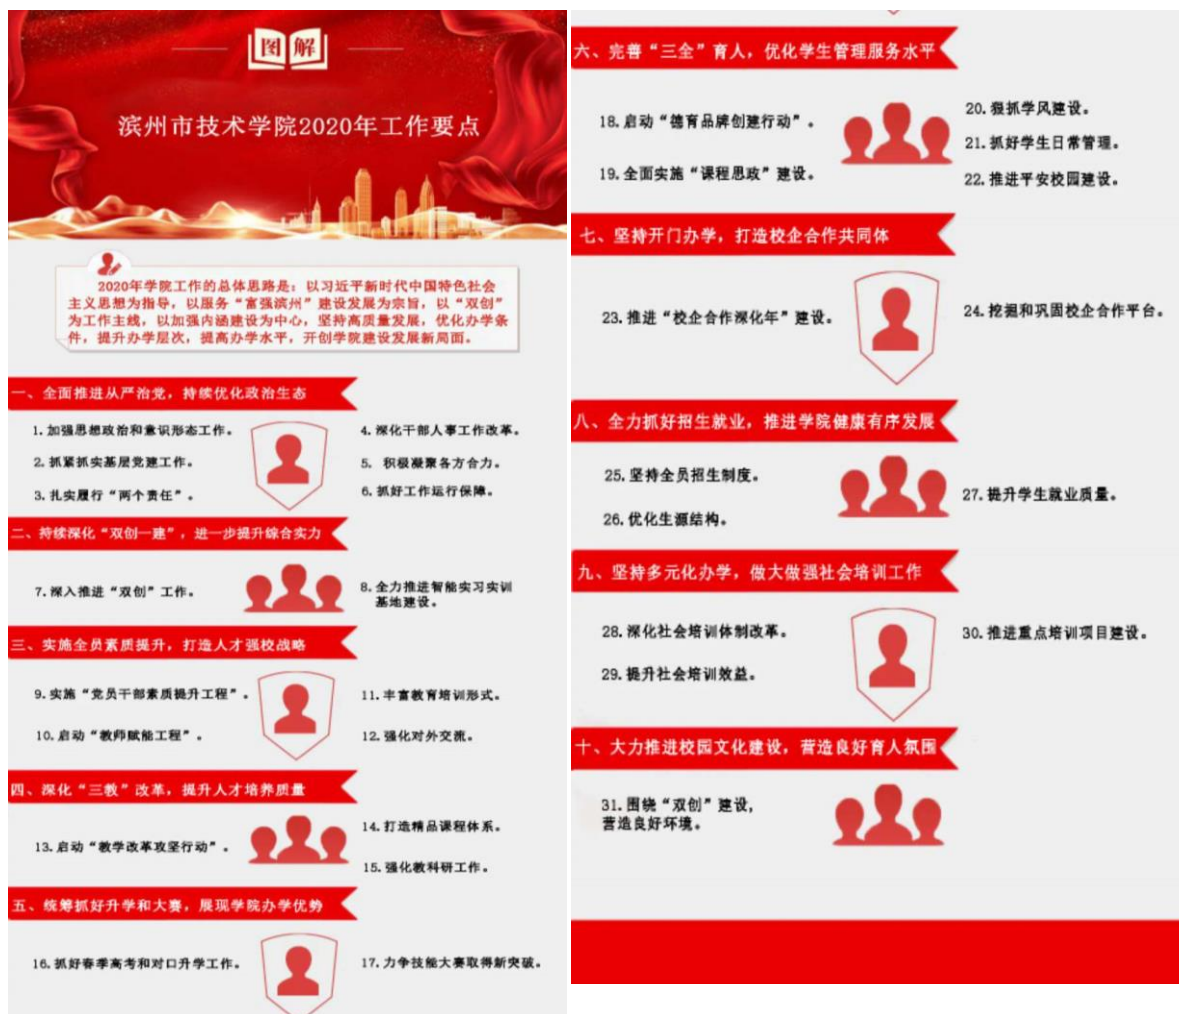 图解
滨州市技术学院2020年工作要点
2020年学院工作的总体思路是：以习近平新时代中国特色社会
主义思想为指导，以服务“富强滨州”建设发展为宗旨，以“双创”
为工作主线，以加强内涵建设为中心，坚持高质量发展，优化办学条
件，提升办学层次，提高办学水平，开创学院建设发展新局面。
一、全面推进从严治党，持续优化政治生态
1.加强思想政治和意识形态工作。
2.抓紧抓实基层党建工作。
3.扎实履行“两个责任”。
4.深化干部人事工作改革。
5. 积极凝聚各方合力。
6.抓好工作运行保障。
二、持续深化“双创一建”，进一步提升综合实力
7.深入推进“双创”工作。
8.全力推进智能实习实训
基地建设。
三、实施全员素质提升，打造人才强校战略
9.实施“党员干部素质提升工程”。
10.启动“教师赋能工程”。
11.丰富教育培训形式。
12.强化对外交流。
四、深化“三教”改革，提升人才培养质量
13.启动“教学改革攻坚行动”。
14.打造精品课程体系。
15.强化教科研工作。
五、统筹抓好升学和大赛，展现学院办学优势
16.抓好春季高考和对口升学工作。
17.力争技能大赛取得新突破。
六、完善“三全”育人，优化学生管理服务水平
18.启动“德育品牌创建行动”。
19.全面实施“课程思政”建设。
20.狠抓学风建设。
21.抓好学生日常管理。
22.推进平安校园建设。
七、坚持开门办学，打造校企合作共同体
23.推进“校企合作深化年”建设。
24.挖掘和巩固校企合作平台。
八、全力抓好招生就业，推进学院健康有序发展
25.坚持全员招生制度。
26.优化生源结构。
27.提升学生就业质量。
九、坚持多元化办学，做大做强社会培训工作
28.深化社会培训体制改革。
29.提升社会培训效益。
30.推进重点培训项目建设。
十、大力推进校园文化建设，营造良好育人氛围
31.围绕“双创”建设，
营造良好环境。